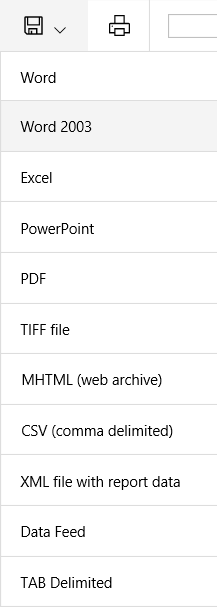 Word
Word 2003
Excel
PowerPoint
PDF
TIFF file
MHTML (web archive)
CSV (comma delimited)
XML file with report data
Data Feed
TAB Delimited